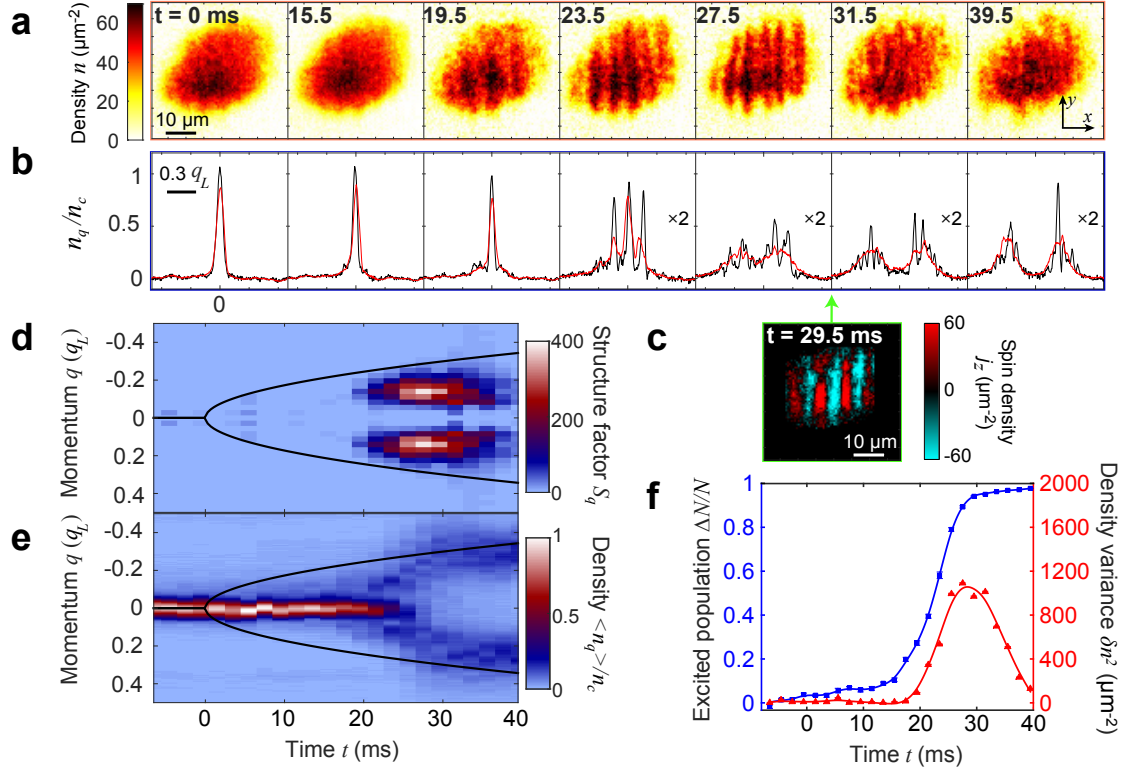 a
t = 0 ms 15.5 19.5 23.5 27.5 31.5 39.5
Density n (μm⁻²)
60
40
20
0
10 μm
y
x
b
0.3 q_L
n_q/n_c
1
0.5
0
×2 ×2 ×2 ×2
0
d
Momentum q (q_L)
-0.4
-0.2
0
0.2
0.4
400
200
0
Structure factor S_q
c
t = 29.5 ms
10 μm
60
0
-60
Spin density
j_z (μm⁻²)
e
Momentum q (q_L)
-0.4
-0.2
0
0.2
0.4
1
0.5
0
Density <n_q>/n_c
0 10 20 30 40
Time t (ms)
f
Excited population ΔN/N
1
0.8
0.6
0.4
0.2
0
2000
1600
1200
800
400
0
Density variance δn² (μm⁻²)
0 10 20 30 40
Time t (ms)